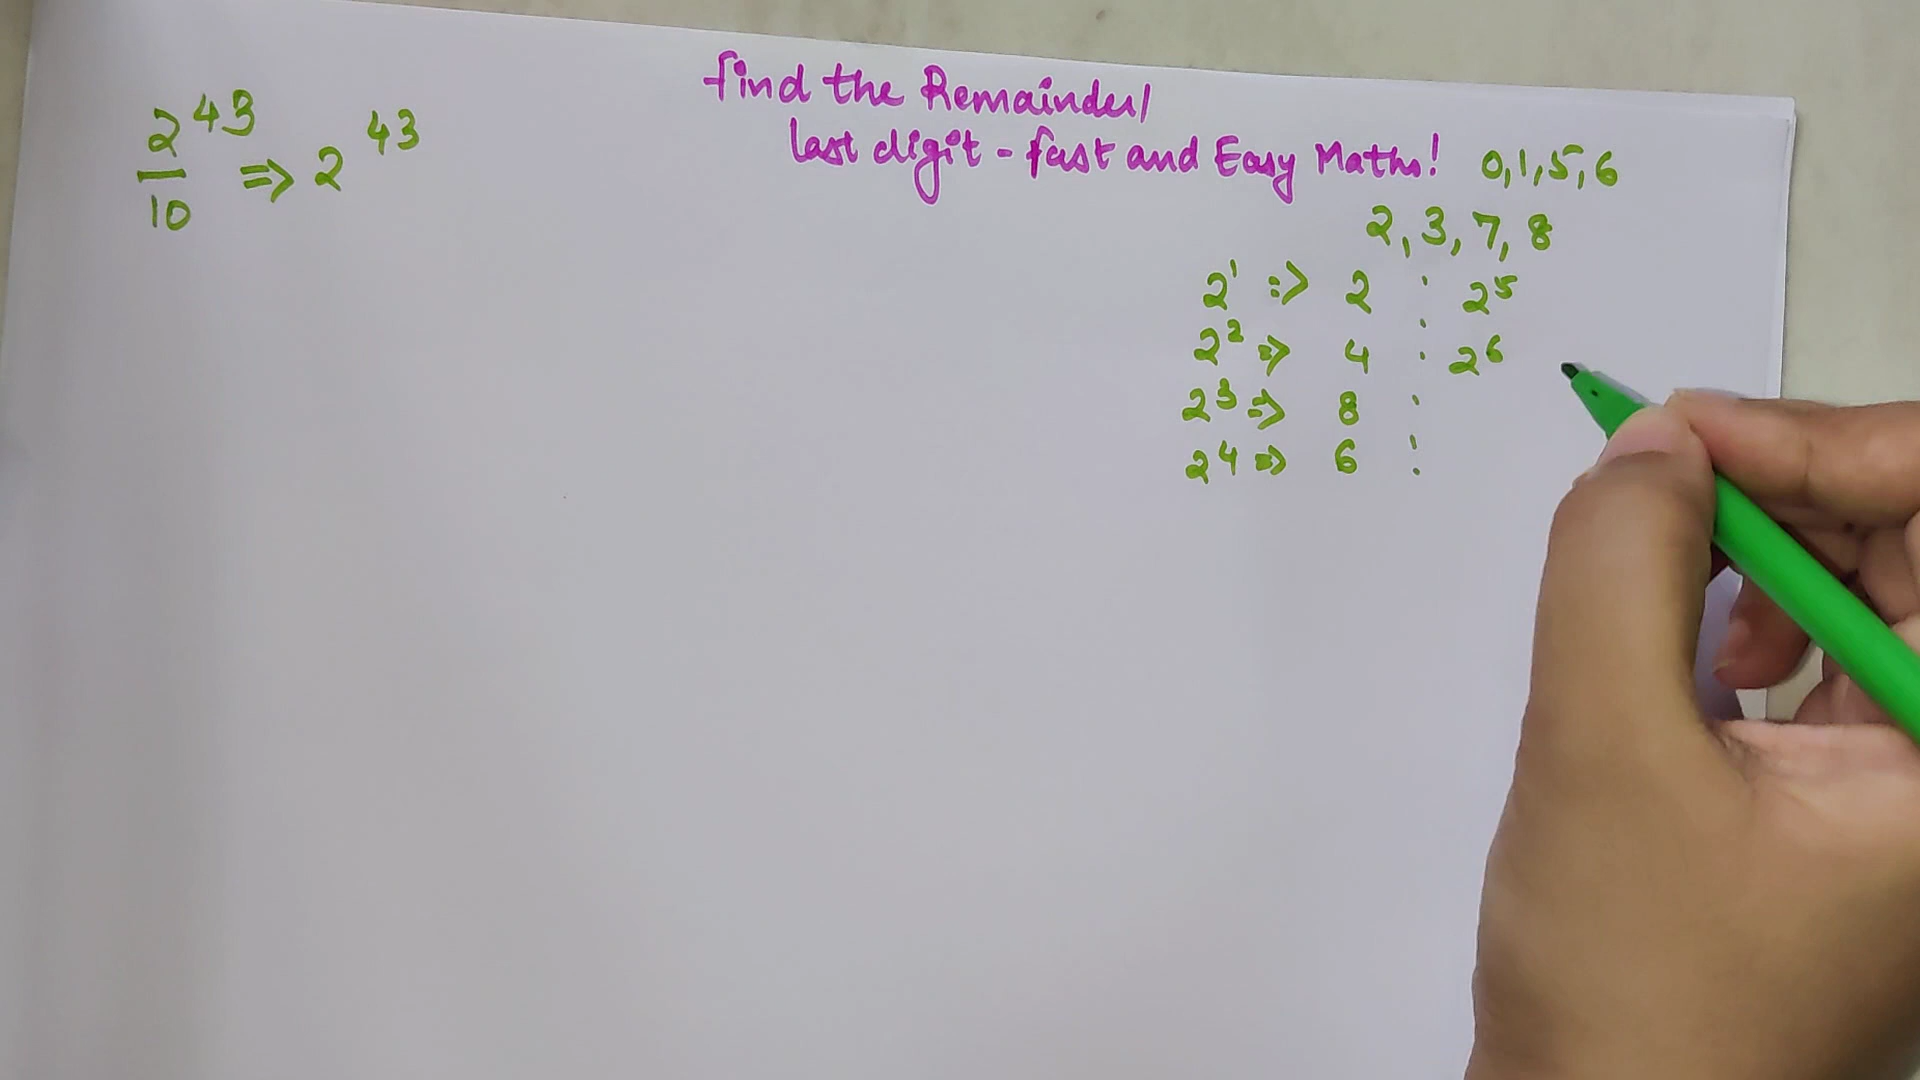 find the Remainder/
last digit - fast and Easy Maths!
0,1,5,6
2,3,7,8
2^43/10 => 2^43
2^1 => 2 : 2^5
2^2 => 4 : 2^6
2^3 => 8 :
2^4 => 6 :